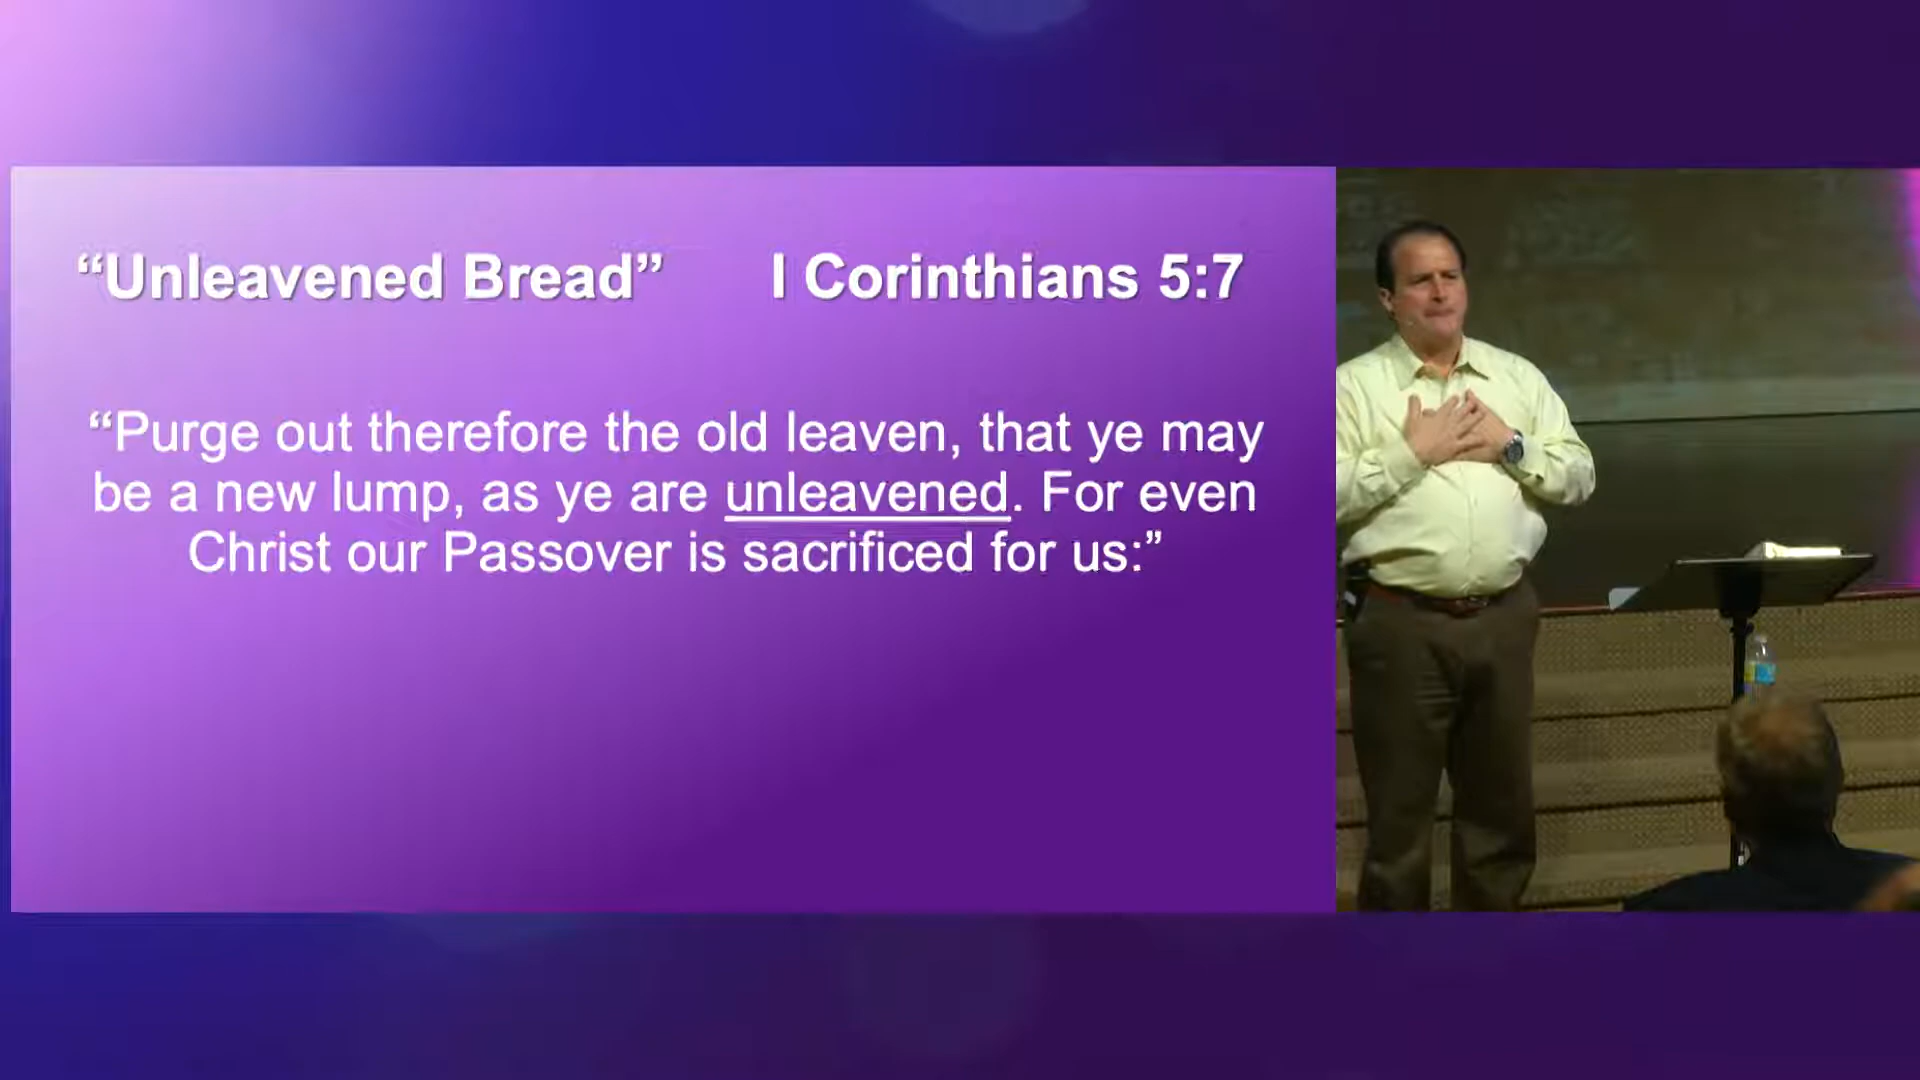 “Unleavened Bread” I Corinthians 5:7
“Purge out therefore the old leaven, that ye may
be a new lump, as ye are unleavened. For even
Christ our Passover is sacrificed for us:”